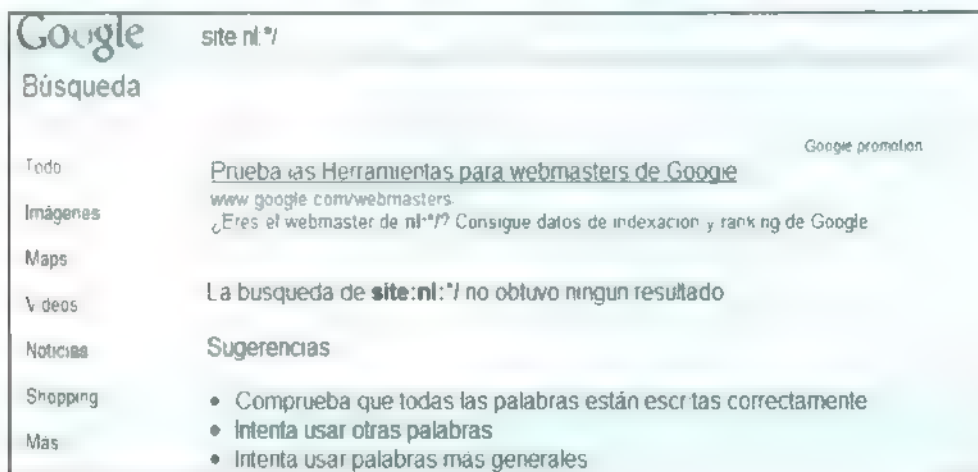 Google
site nl:*/
Búsqueda
Google promotion
Todo
Prueba las Herramientas para webmasters de Google
www google com/webmasters
Imágenes
¿Eres el webmaster de nl:*/? Consigue datos de indexacion y ranking de Google
Maps
Videos
La busqueda de site:nl:*/ no obtuvo ningun resultado
Noticias
Sugerencias
Shopping
• Comprueba que todas las palabras están escritas correctamente
Más
• Intenta usar otras palabras
• Intenta usar palabras más generales